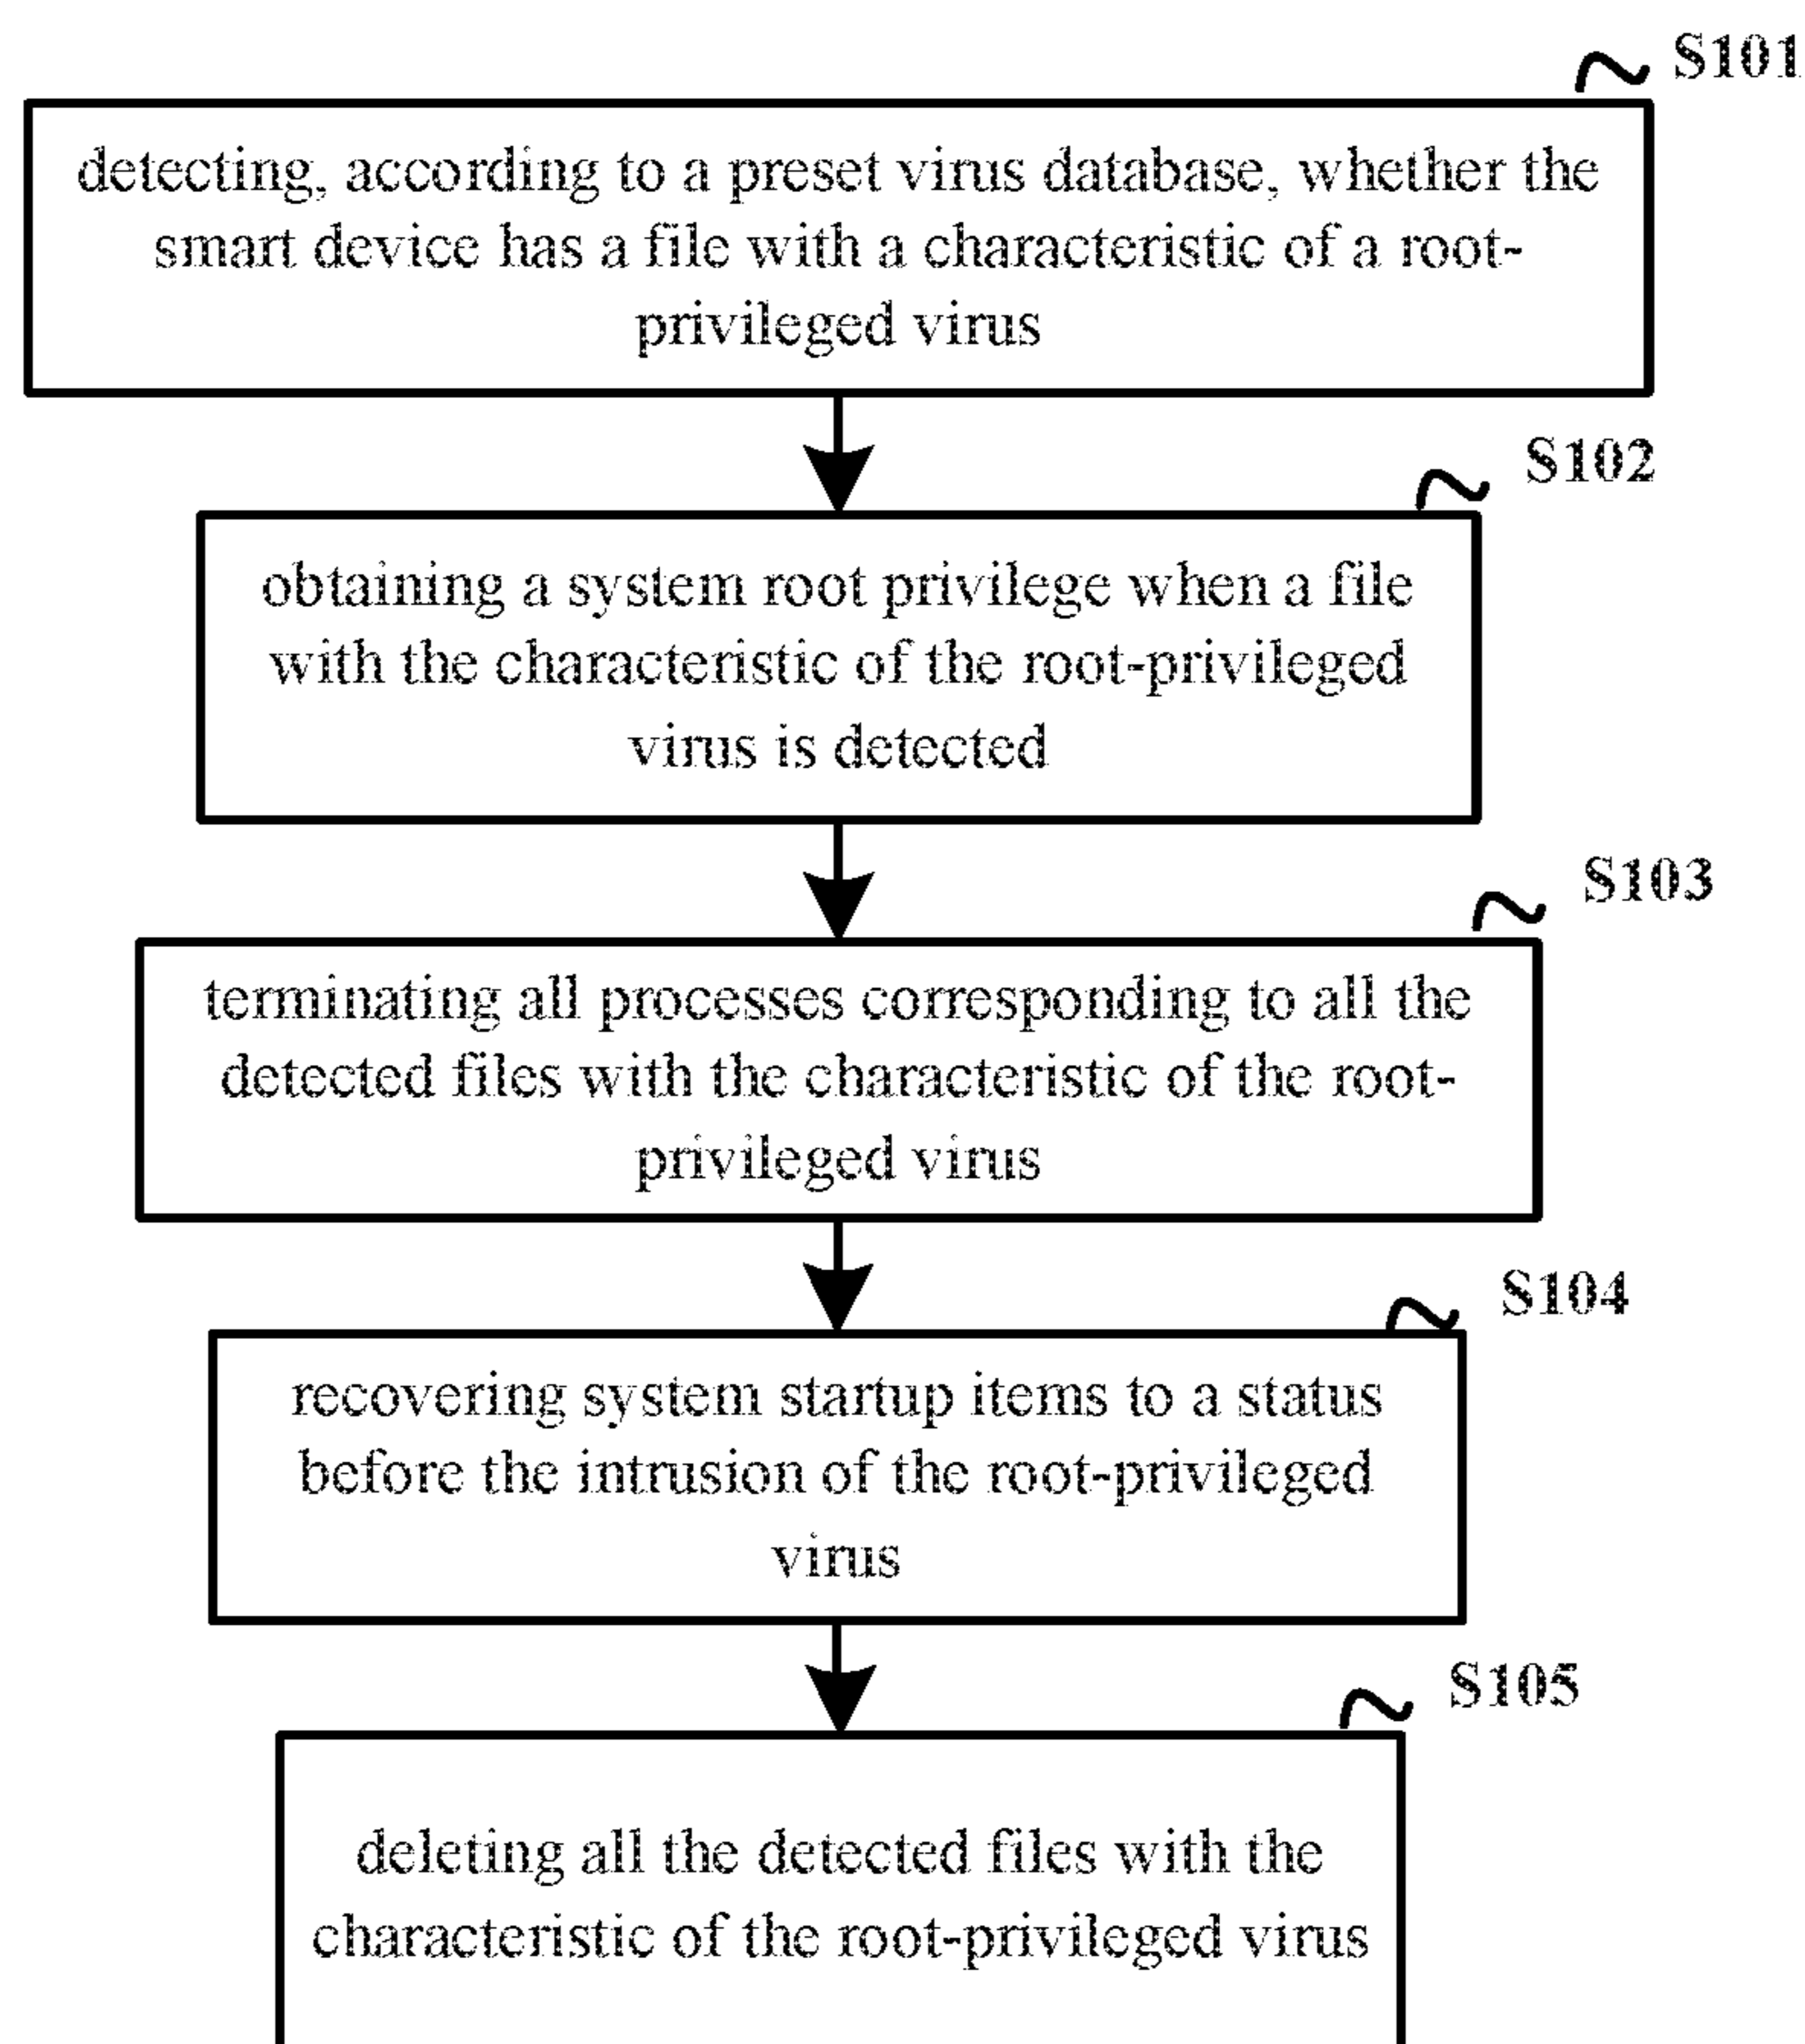 S101
detecting, according to a preset virus database, whether the
smart device has a file with a characteristic of a root-
privileged virus
S102
obtaining a system root privilege when a file
with the characteristic of the root-privileged
virus is detected
S103
terminating all processes corresponding to all the
detected files with the characteristic of the root-
privileged virus
S104
recovering system startup items to a status
before the intrusion of the root-privileged
virus
S105
deleting all the detected files with the
characteristic of the root-privileged virus